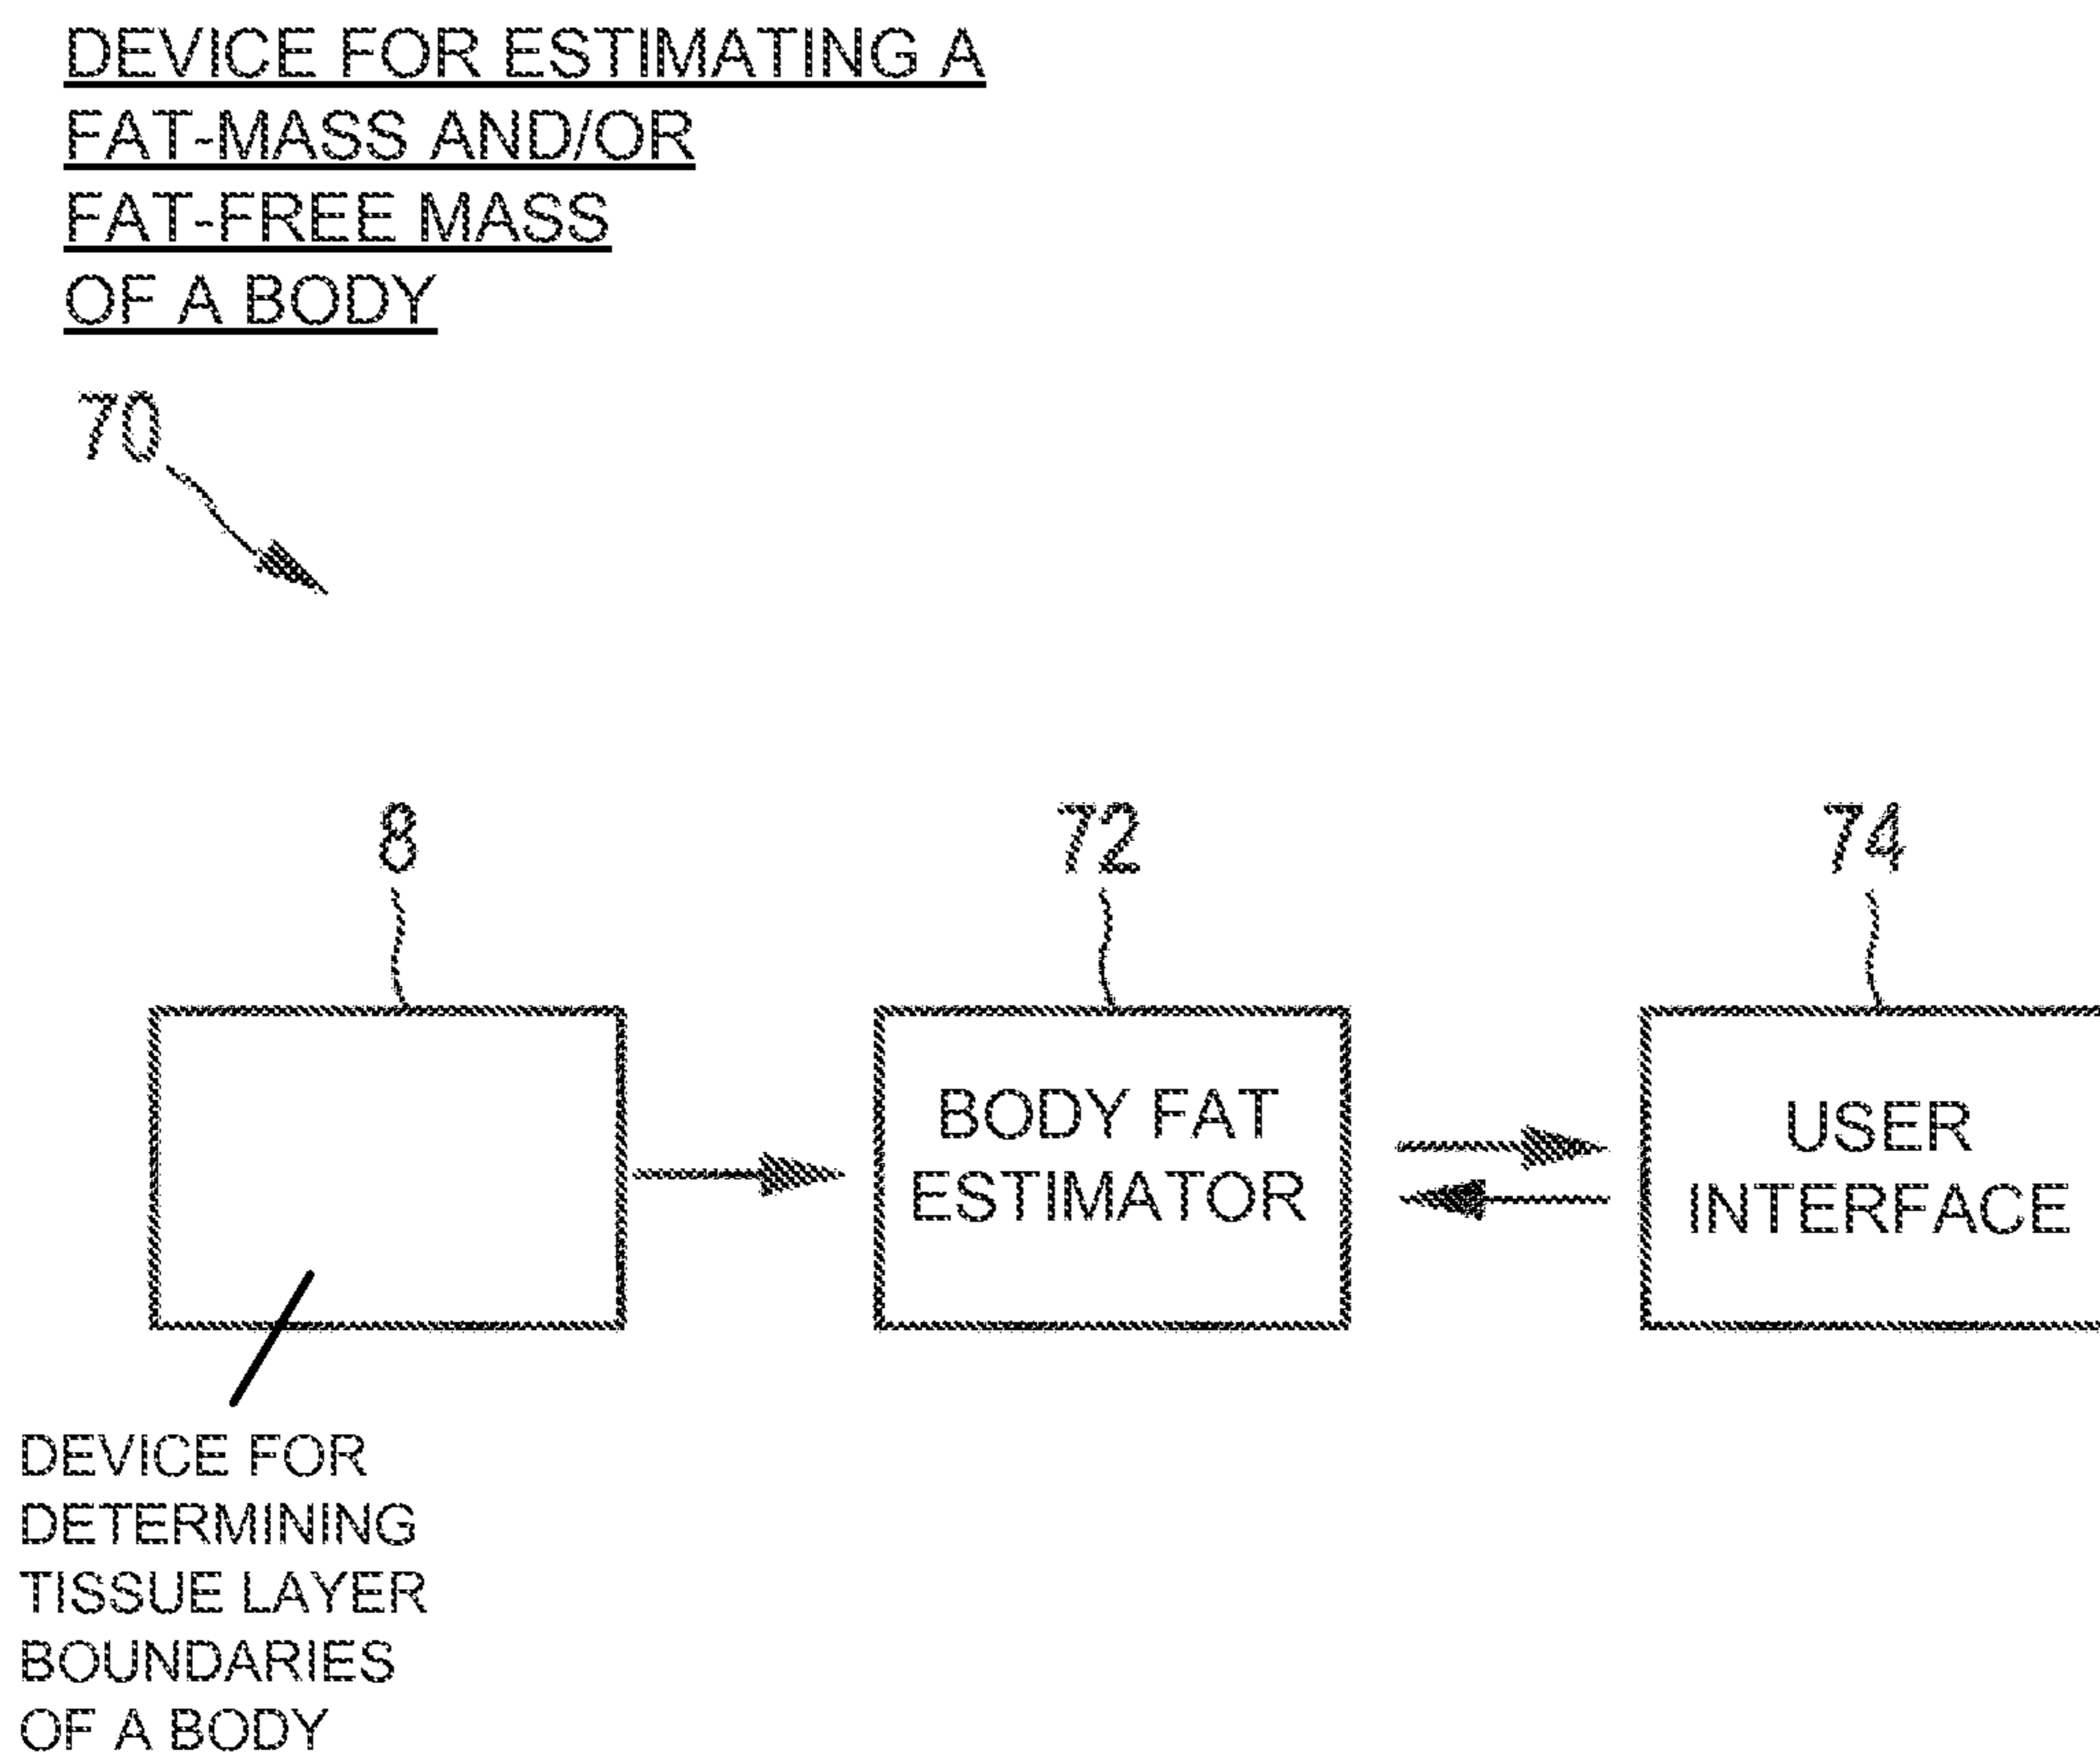 DEVICE FOR ESTIMATING A
FAT-MASS AND/OR
FAT-FREE MASS
OF A BODY
70
8
72
74
BODY FAT
ESTIMATOR
USER
INTERFACE
DEVICE FOR
DETERMINING
TISSUE LAYER
BOUNDARIES
OF A BODY